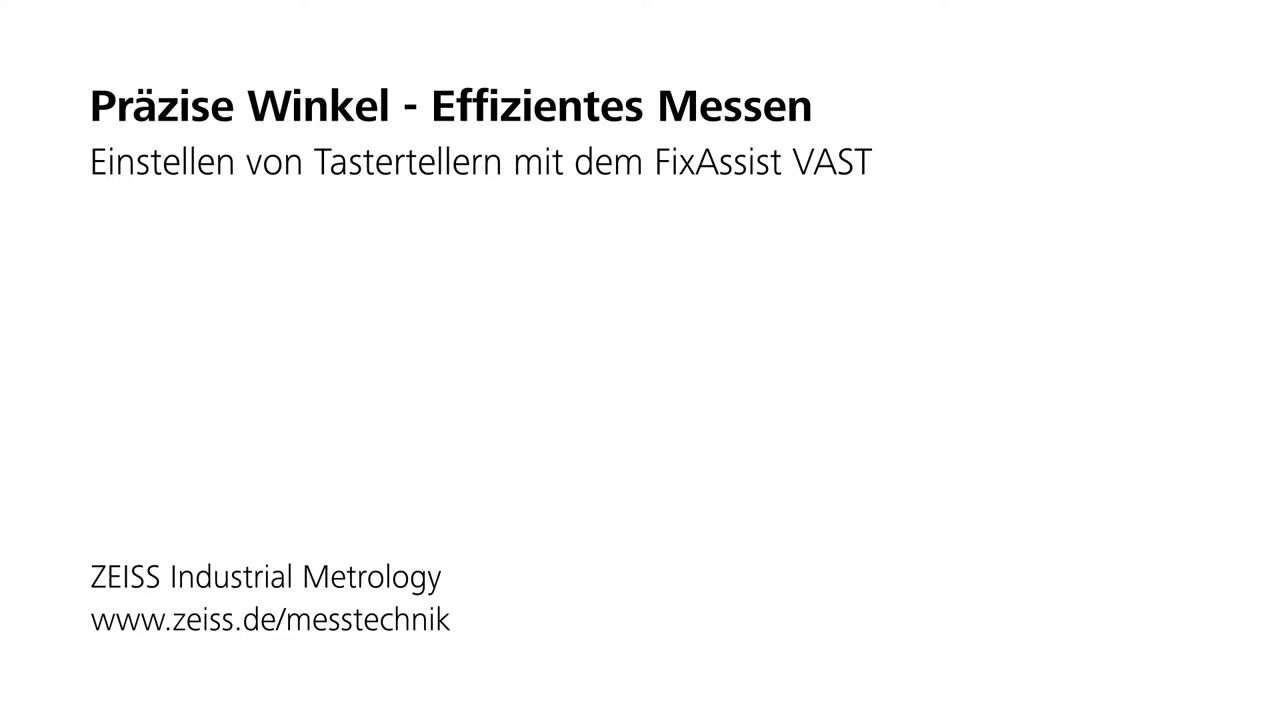 Präzise Winkel - Effizientes Messen
Einstellen von Tastertellern mit dem FixAssist VAST
ZEISS Industrial Metrology
www.zeiss.de/messtechnik